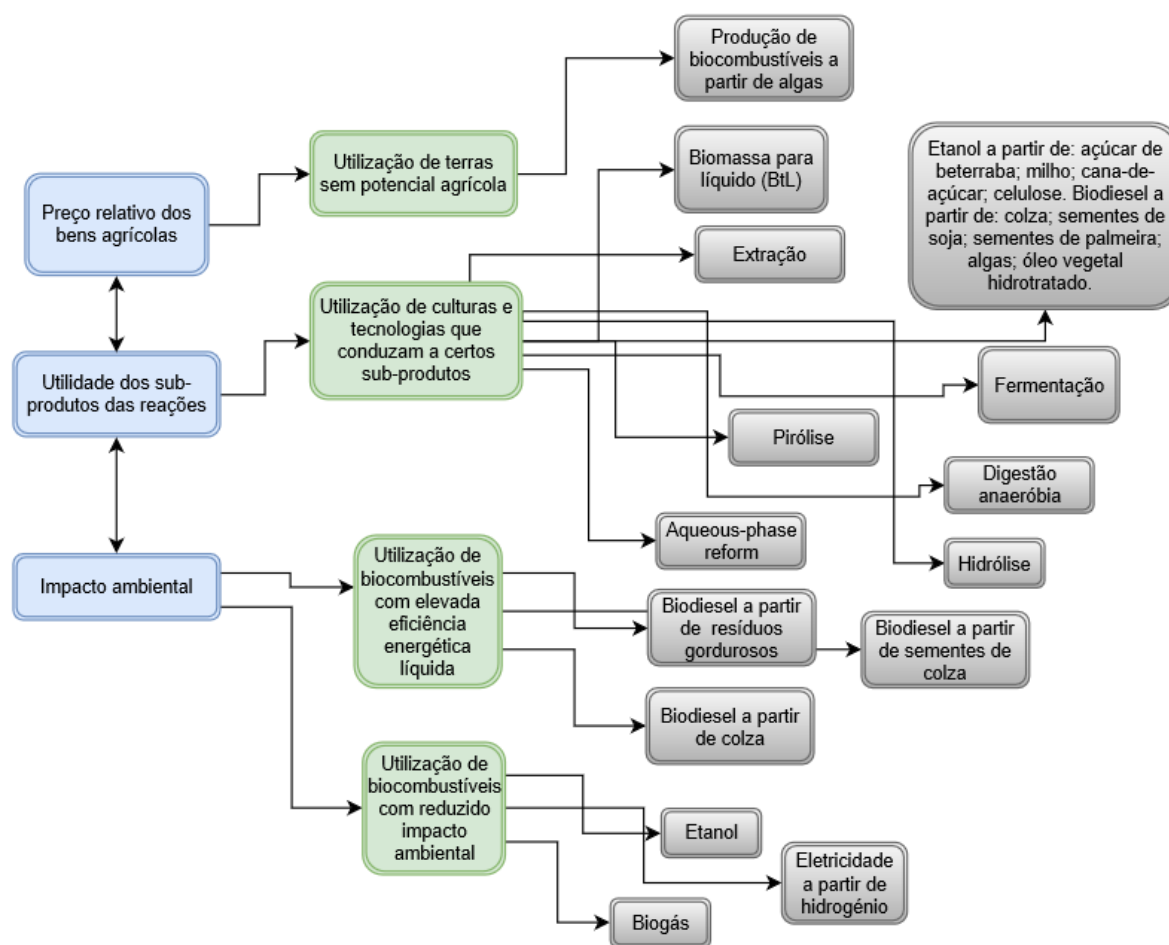 Produção de
biocombustíveis a
partir de algas
Utilização de terras
sem potencial agrícola
Biomassa para
líquido (BtL)
Etanol a partir de: açúcar de
beterraba; milho; cana-de-
açúcar; celulose. Biodiesel a
partir de: colza; sementes de
soja; sementes de palmeira;
algas; óleo vegetal
hidrotratado.
Preço relativo dos
bens agrícolas
Extração
Utilização de culturas e
tecnologias que
conduzam a certos
sub-produtos
Utilidade dos sub-
produtos das reações
Fermentação
Pirólise
Digestão
anaeróbia
Aqueous-phase
reform
Hidrólise
Impacto ambiental
Utilização de
biocombustíveis
com elevada
eficiência
energética
líquida
Biodiesel a partir
de resíduos
gordurosos
Biodiesel a partir
de sementes de
colza
Biodiesel a partir
de colza
Utilização de
biocombustíveis
com reduzido
impacto
ambiental
Etanol
Eletricidade
a partir de
hidrogénio
Biogás